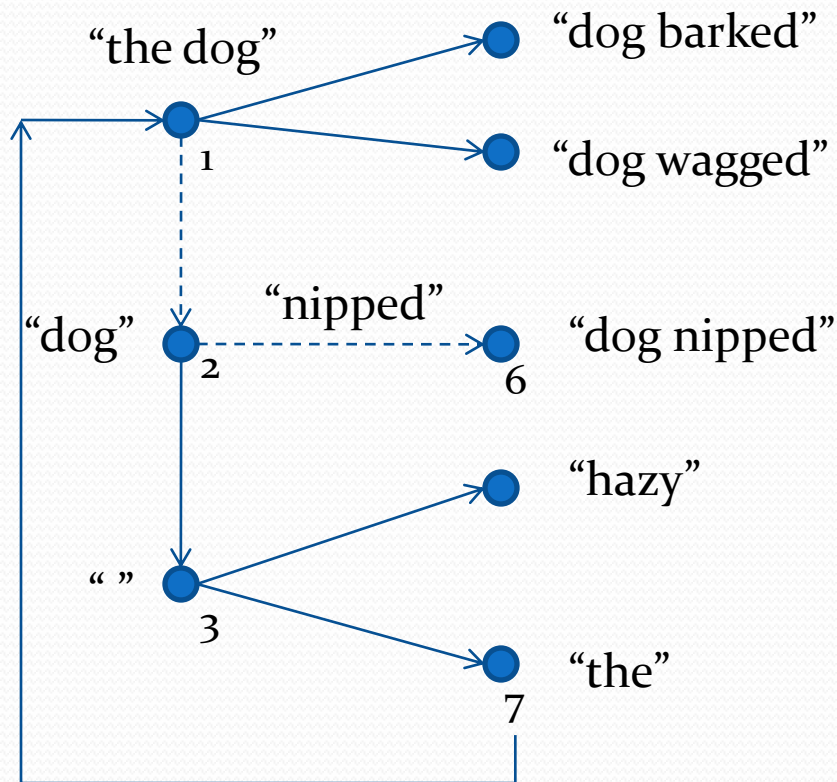 “the dog”
“dog barked”
1
“dog wagged”
“nipped”
“dog”
2
“dog nipped”
6
“hazy”
“ ”
3
“the”
7